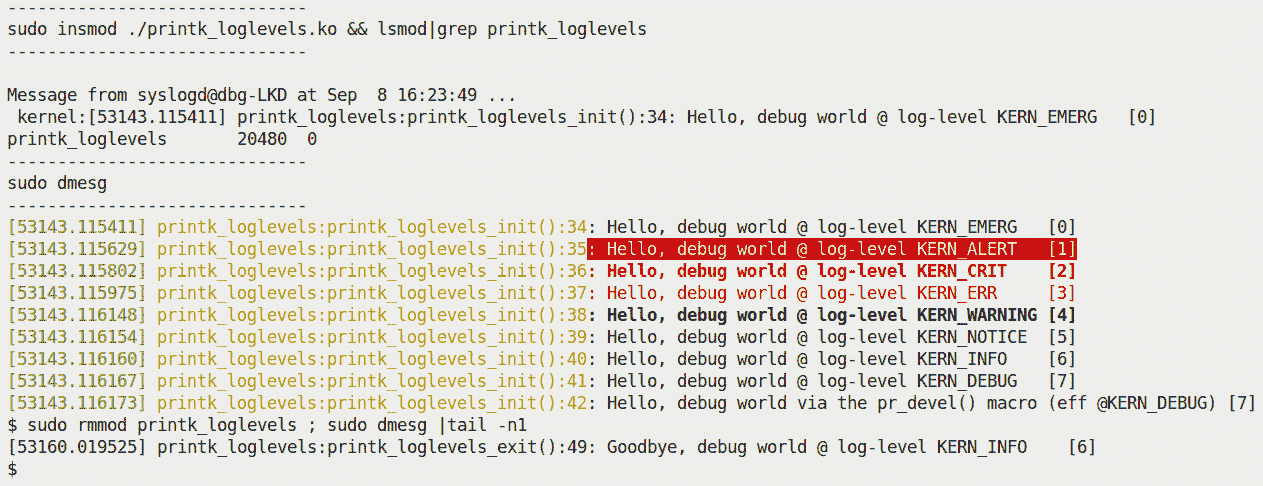 ------------------------------
sudo insmod ./printk_loglevels.ko && lsmod|grep printk_loglevels
------------------------------
Message from syslogd@dbg-LKD at Sep  8 16:23:49 ...
 kernel:[53143.115411] printk_loglevels:printk_loglevels_init():34: Hello, debug world @ log-level KERN_EMERG   [0]
printk_loglevels       20480  0
------------------------------
sudo dmesg
------------------------------
[53143.115411] printk_loglevels:printk_loglevels_init():34: Hello, debug world @ log-level KERN_EMERG   [0]
[53143.115629] printk_loglevels:printk_loglevels_init():35: Hello, debug world @ log-level KERN_ALERT   [1]
[53143.115802] printk_loglevels:printk_loglevels_init():36: Hello, debug world @ log-level KERN_CRIT    [2]
[53143.115975] printk_loglevels:printk_loglevels_init():37: Hello, debug world @ log-level KERN_ERR     [3]
[53143.116148] printk_loglevels:printk_loglevels_init():38: Hello, debug world @ log-level KERN_WARNING [4]
[53143.116154] printk_loglevels:printk_loglevels_init():39: Hello, debug world @ log-level KERN_NOTICE  [5]
[53143.116160] printk_loglevels:printk_loglevels_init():40: Hello, debug world @ log-level KERN_INFO    [6]
[53143.116167] printk_loglevels:printk_loglevels_init():41: Hello, debug world @ log-level KERN_DEBUG   [7]
[53143.116173] printk_loglevels:printk_loglevels_init():42: Hello, debug world via the pr_devel() macro (eff @KERN_DEBUG) [7]
$ sudo rmmod printk_loglevels ; sudo dmesg |tail -n1
[53160.019525] printk_loglevels:printk_loglevels_exit():49: Goodbye, debug world @ log-level KERN_INFO    [6]
$